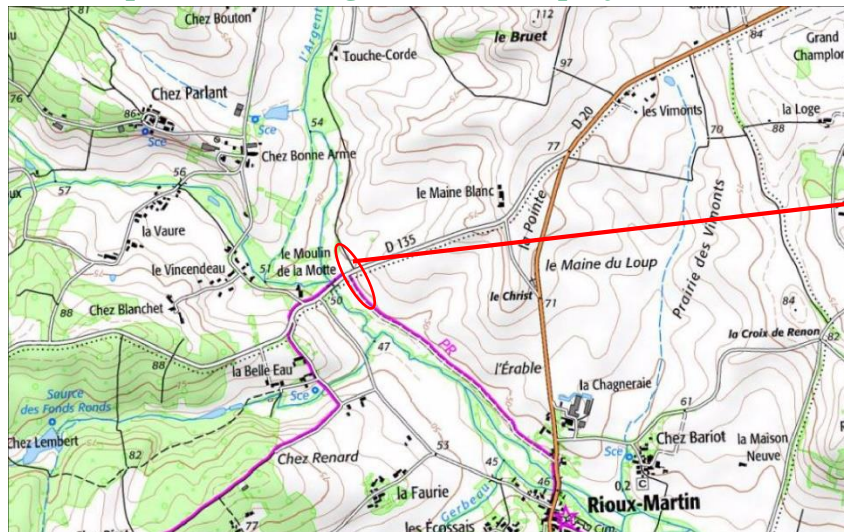 Chez Bouton
112
84
le Bruet
Grand
Champlon
L'Argent
Touche-Corde
97
76
Chez Parlant
86
D 20
les Vimonts
la Loge
Sce
Sce
54
70
88
Chez Bonne Arme
77
57
56
le Maine Blanc
la Pointe
la Vaure
D 135
Prairie des Vimonts
le Moulin
de la Motte
le Vincendeau
51
le Maine du Loup
50
le Christ
71
84
Chez Blanchet
88
la Croix de Renon
82
PR
47
88
la Belle Eau
l'Érable
la Chagneraie
Source
des Fonds Ronds
Sce
61
Chez Lembert
82
Chez Renard
53
Chez Bariot
la Maison
Neuve
Sce
45
la Faurie
46
0,2
C
Gerbeau
Rioux-Martin
77
les Écossais
Cim